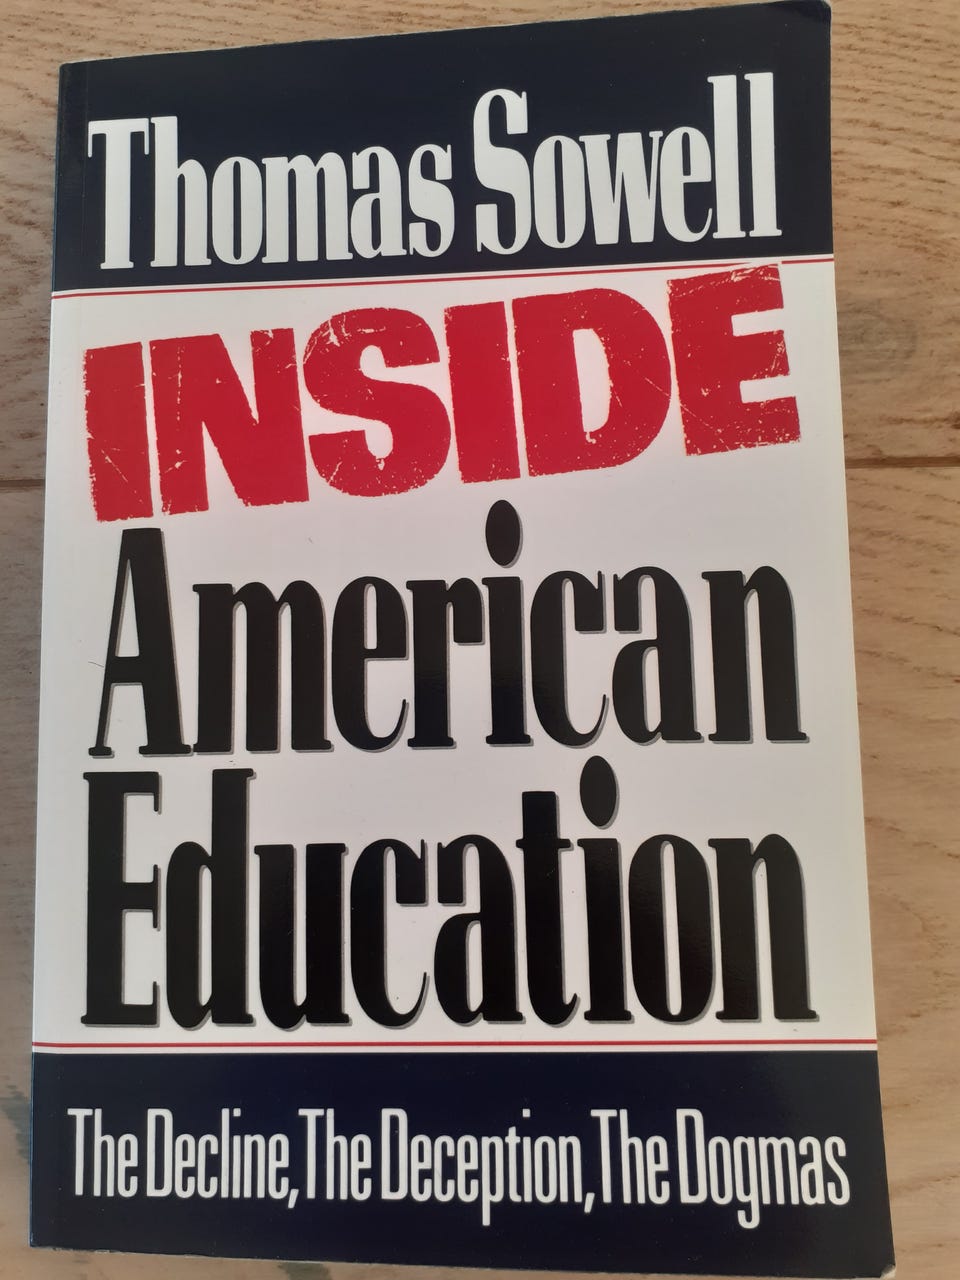 Thomas Sowell
INSIDE
American
Education
The Decline, The Deception, The Dogmas